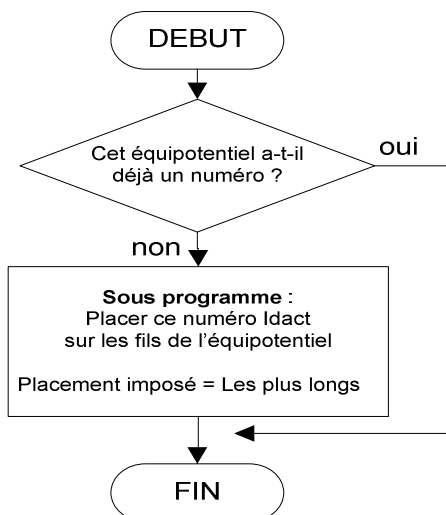 DEBUT
Cet équipotentiel a-t-il
déjà un numéro ?
oui
non
Sous programme :
Placer ce numéro Idact
sur les fils de l'équipotentiel
Placement imposé = Les plus longs
FIN